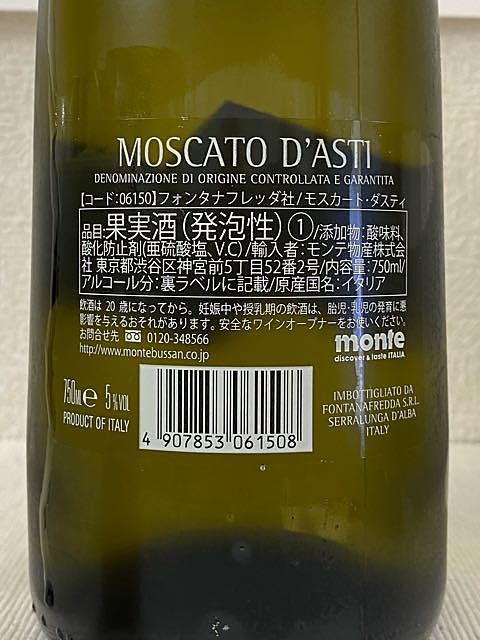 MOSCATO D'ASTI
DENOMINAZIONE DI ORIGINE CONTROLLATA E GARANTITA
【コード:06150】フォンタナフレッダ社/モスカート・ダスティ
品目:果実酒(発泡性)①/添加物:酸味料、
酸化防止剤(亜硫酸塩、V.C)/輸入者:モンテ物産株式会
社 東京都渋谷区神宮前5丁目52番2号/内容量:750ml/
アルコール分:裏ラベルに記載/原産国名:イタリア
飲酒は20歳になってから。妊娠中や授乳期の飲酒は、胎児・乳児の発育に悪
影響を与えるおそれがあります。安全なワインオープナーをお使いください。
お問合せ先 0120-348566
http://www.montebussan.co.jp
monte
discover & taste ITALIA
750MLe 5%VOL
PRODUCT OF ITALY
4 907853 061508
IMBOTTIGLIATO DA
FONTANAFREDDA S.R.L.
SERRALUNGA D'ALBA
ITALY